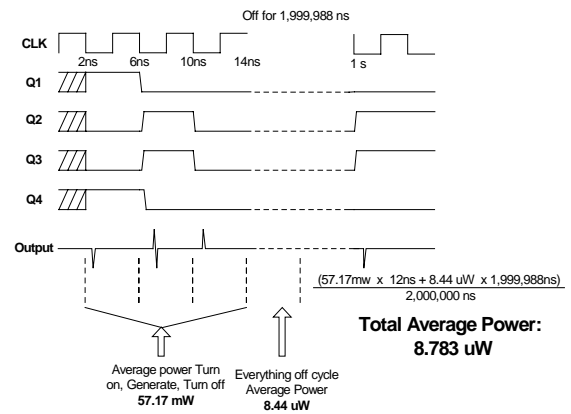 Off for 1,999,988 ns
CLK
2ns 6ns 10ns 14ns 1 s
Q1
Q2
Q3
Q4
Output
(57.17mw x 12ns + 8.44 uW x 1,999,988ns)
2,000,000 ns
Total Average Power:
8.783 uW
Average power Turn
on, Generate, Turn off
57.17 mW
Everything off cycle
Average Power
8.44 uW